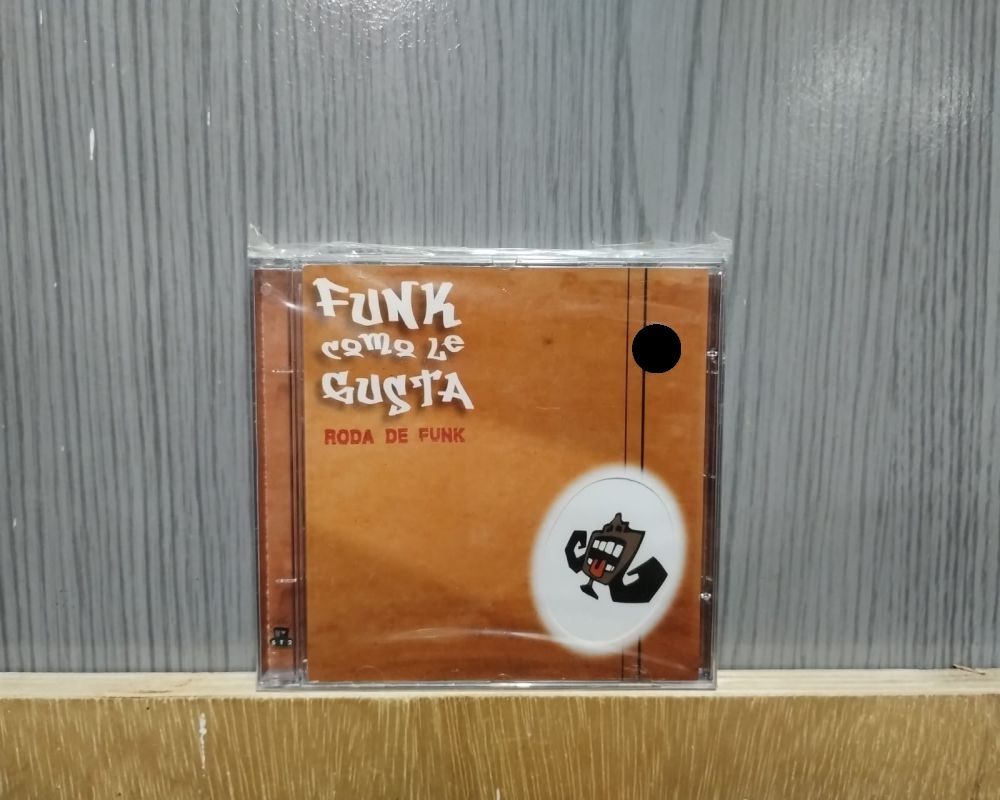 FUNK
COMO LE
GUSTA
RODA DE FUNK